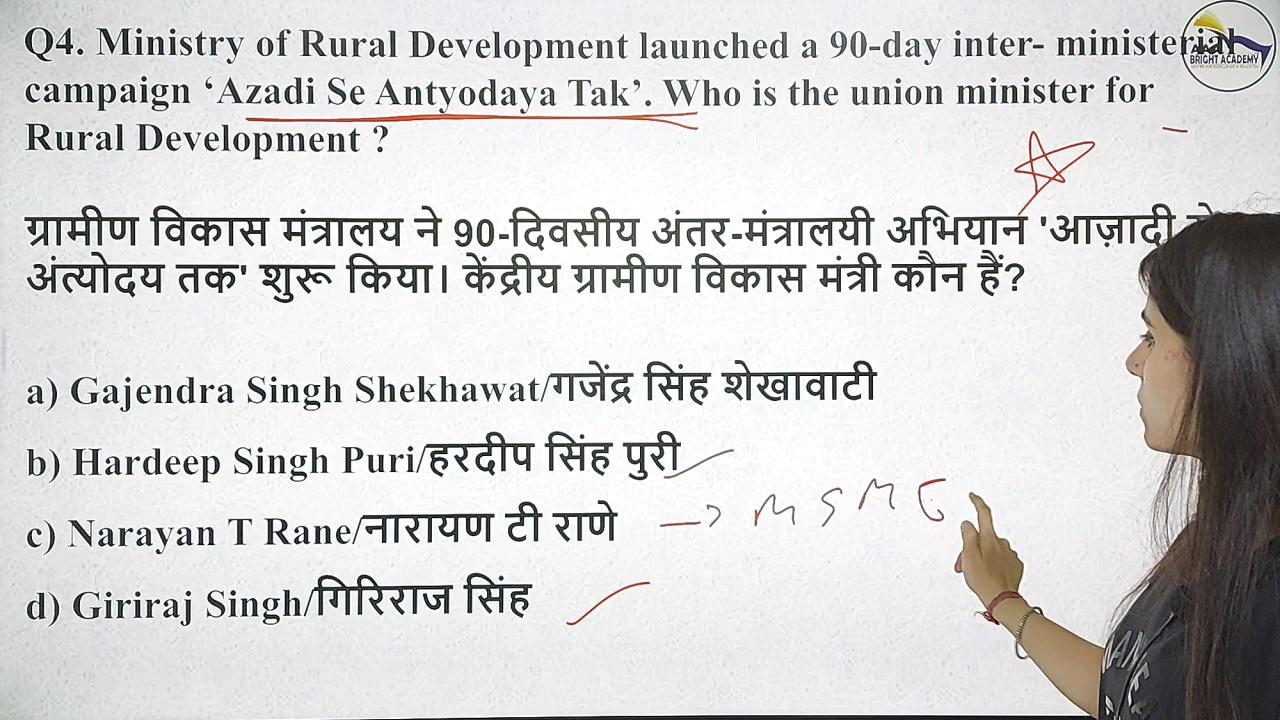 Q4. Ministry of Rural Development launched a 90-day inter- ministerial
campaign ‘Azadi Se Antyodaya Tak’. Who is the union minister for
Rural Development ?
ग्रामीण विकास मंत्रालय ने 90-दिवसीय अंतर-मंत्रालयी अभियान 'आज़ादी
अंत्योदय तक' शुरू किया। केंद्रीय ग्रामीण विकास मंत्री कौन हैं?
a) Gajendra Singh Shekhawat/गजेंद्र सिंह शेखावाटी
b) Hardeep Singh Puri/हरदीप सिंह पुरी
c) Narayan T Rane/नारायण टी राणे → MSME
d) Giriraj Singh/गिरिराज सिंह
BRIGHT ACADEMY